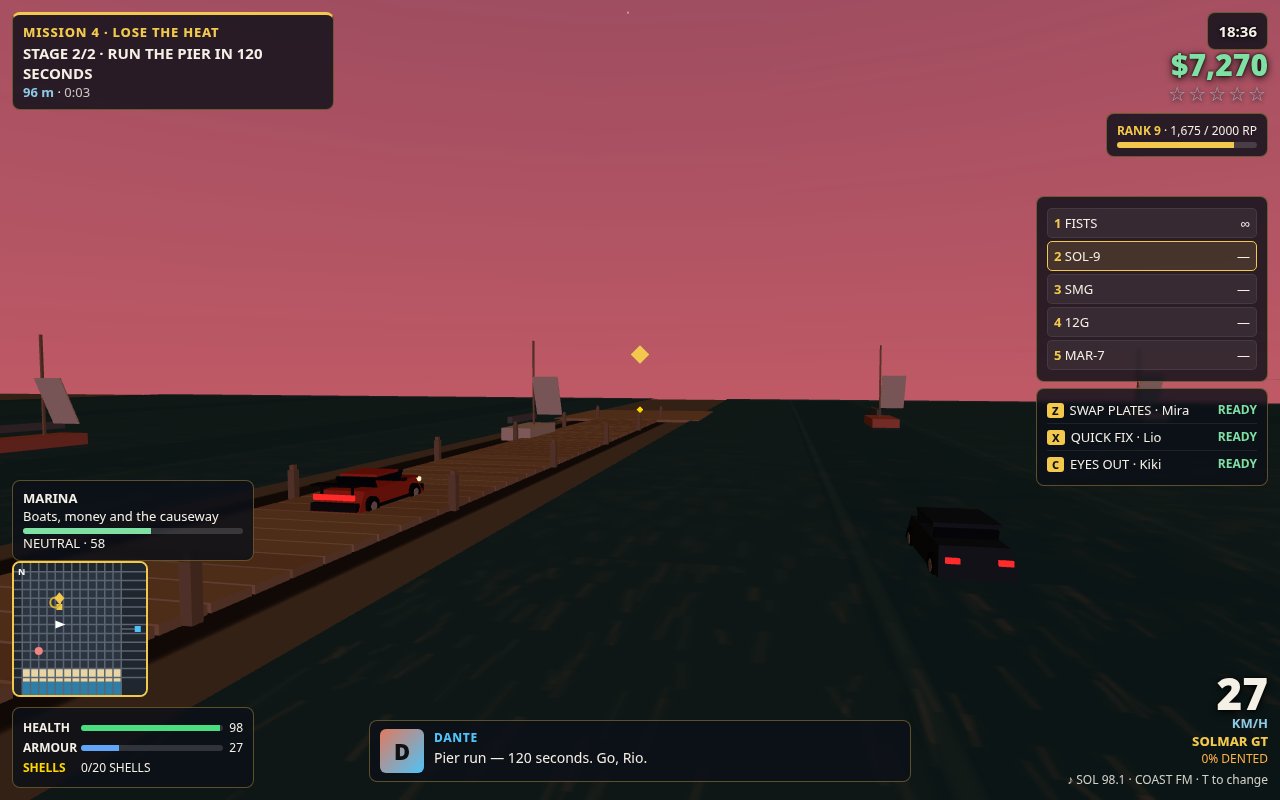 MISSION 4 · LOSE THE HEAT
STAGE 2/2 · RUN THE PIER IN 120
SECONDS
96 m · 0:03
18:36
$7,270
☆☆☆☆☆
RANK 9 · 1,675 / 2000 RP
1 FISTS ∞
2 SOL-9 —
3 SMG —
4 12G —
5 MAR-7 —
Z SWAP PLATES · Mira READY
X QUICK FIX · Lio READY
C EYES OUT · Kiki READY
MARINA
Boats, money and the causeway
NEUTRAL · 58
N
HEALTH 98
ARMOUR 27
SHELLS 0/20 SHELLS
D
DANTE
Pier run — 120 seconds. Go, Rio.
27
KM/H
SOLMAR GT
0% DENTED
♪ SOL 98.1 · COAST FM · T to change